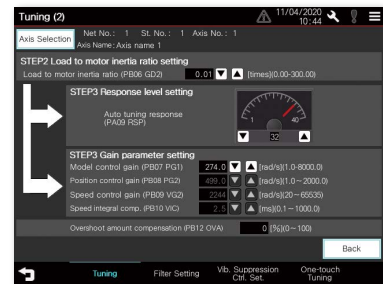 Tuning (2)
11/04/2020
10:44
Axis Selection
Net No.: 1 St. No.: 1 Axis No.: 1
Axis Name: Axis name 1
STEP2 Load to motor inertia ratio setting
Load to motor inertia ratio (PB06 GD2) 0.01 [times](0.00-300.00)
STEP3 Response level setting
Auto tuning response
(PA09 RSP)
1 40
32
STEP3 Gain parameter setting
Model control gain (PB07 PG1) 274.0 [rad/s](1.0-8000.0)
Position control gain (PB08 PG2) 499.0 [rad/s](1.0~2000.0)
Speed control gain (PB09 VG2) 2244 [rad/s](20~65535)
Speed integral comp. (PB10 VIC) 2.5 [ms](0.1~1000.0)
Overshoot amount compensation (PB12 OVA) 0 [%](0~100)
Back
Tuning
Filter Setting
Vib. Suppression
Ctrl. Set.
One-touch
Tuning